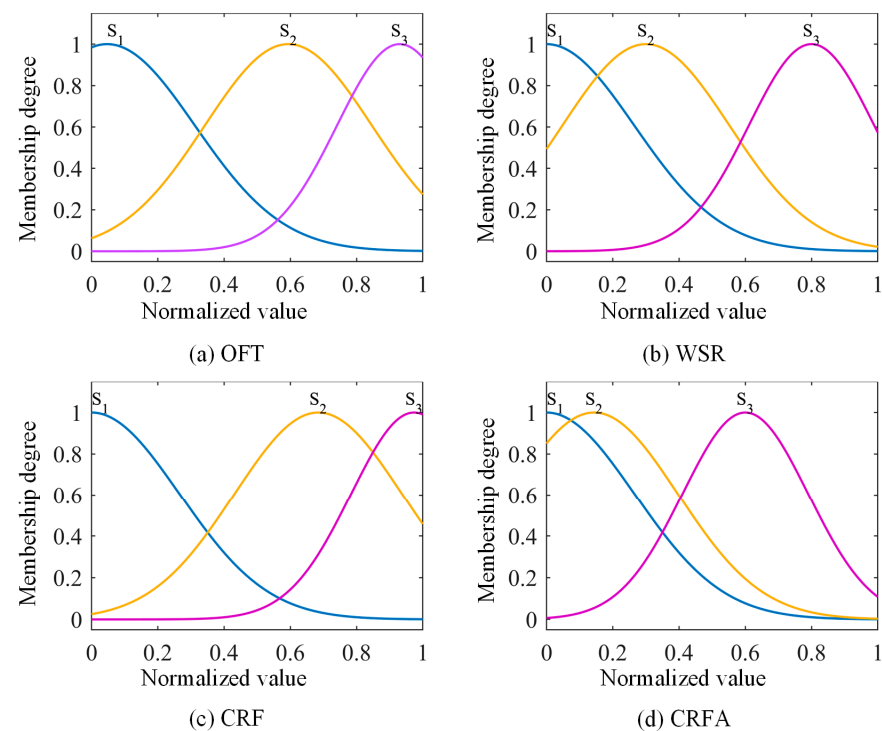 S1 S2 S3
Membership degree
1
0.8
0.6
0.4
0.2
0
0 0.2 0.4 0.6 0.8 1
Normalized value
(a) OFT
S1 S2 S3
Membership degree
1
0.8
0.6
0.4
0.2
0
0 0.2 0.4 0.6 0.8 1
Normalized value
(b) WSR
S1 S2 S3
Membership degree
1
0.8
0.6
0.4
0.2
0
0 0.2 0.4 0.6 0.8 1
Normalized value
(c) CRF
S1 S2 S3
Membership degree
1
0.8
0.6
0.4
0.2
0
0 0.2 0.4 0.6 0.8 1
Normalized value
(d) CRFA